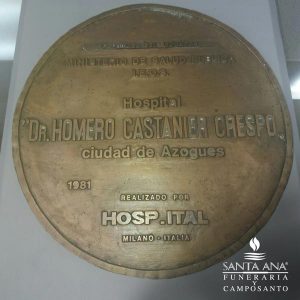 MINISTERIO DE SALUD PUBLICA
I.E.O.S.
Hospital
"DR. HOMERO CASTANIER CRESPO"
ciudad de Azogues
1981
REALIZADO POR
HOSP.ITAL
MILANO - ITALIA
SANTA ANA®
FUNERARIA
Y
CAMPOSANTO